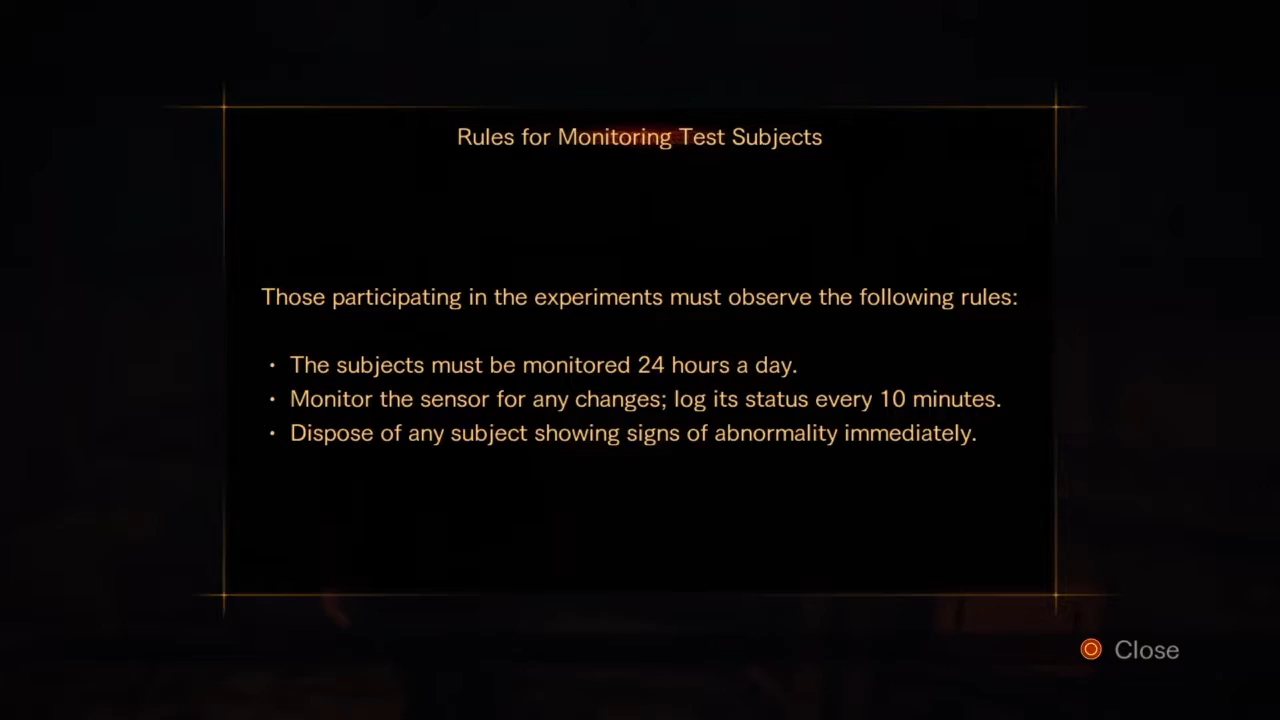 Rules for Monitoring Test Subjects
Those participating in the experiments must observe the following rules:
・ The subjects must be monitored 24 hours a day.
・ Monitor the sensor for any changes; log its status every 10 minutes.
・ Dispose of any subject showing signs of abnormality immediately.
Close